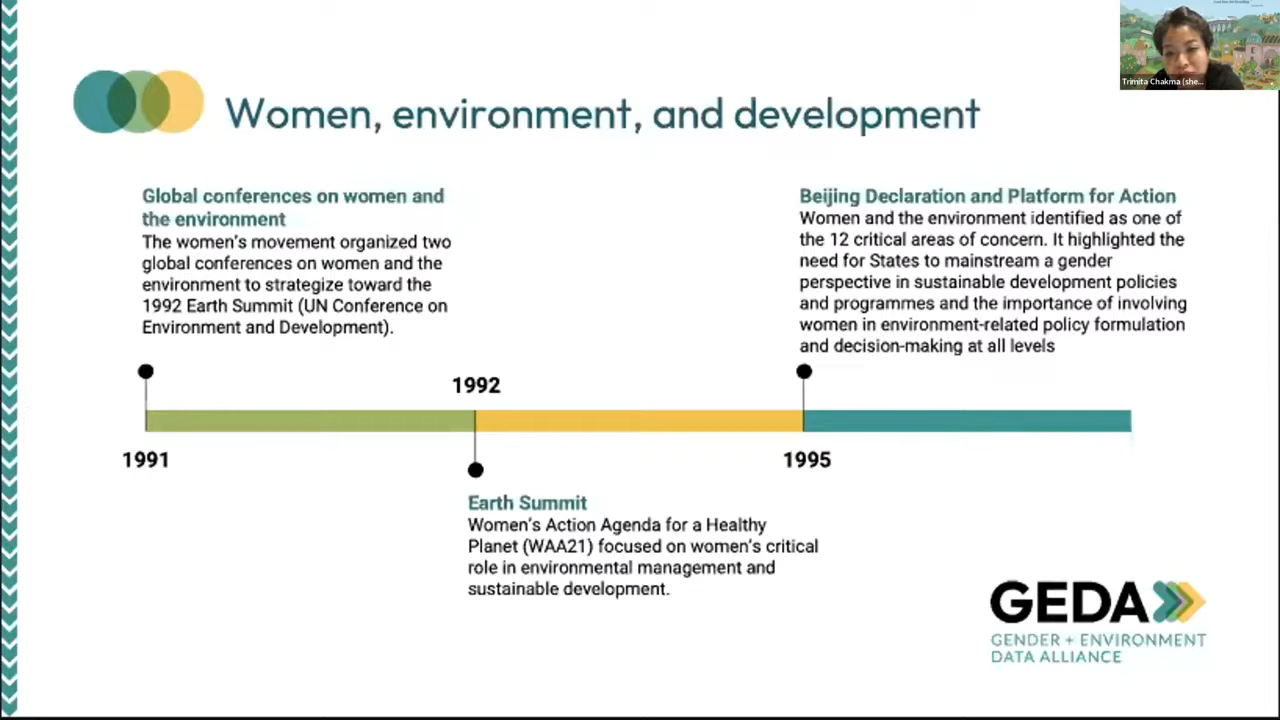 Trimita Chakma (she...
Women, environment, and development
Global conferences on women and
the environment
The women's movement organized two
global conferences on women and the
environment to strategize toward the
1992 Earth Summit (UN Conference on
Environment and Development).
Beijing Declaration and Platform for Action
Women and the environment identified as one of
the 12 critical areas of concern. It highlighted the
need for States to mainstream a gender
perspective in sustainable development policies
and programmes and the importance of involving
women in environment-related policy formulation
and decision-making at all levels
1992
1991
1995
Earth Summit
Women's Action Agenda for a Healthy
Planet (WAA21) focused on women's critical
role in environmental management and
sustainable development.
GEDA
GENDER + ENVIRONMENT
DATA ALLIANCE